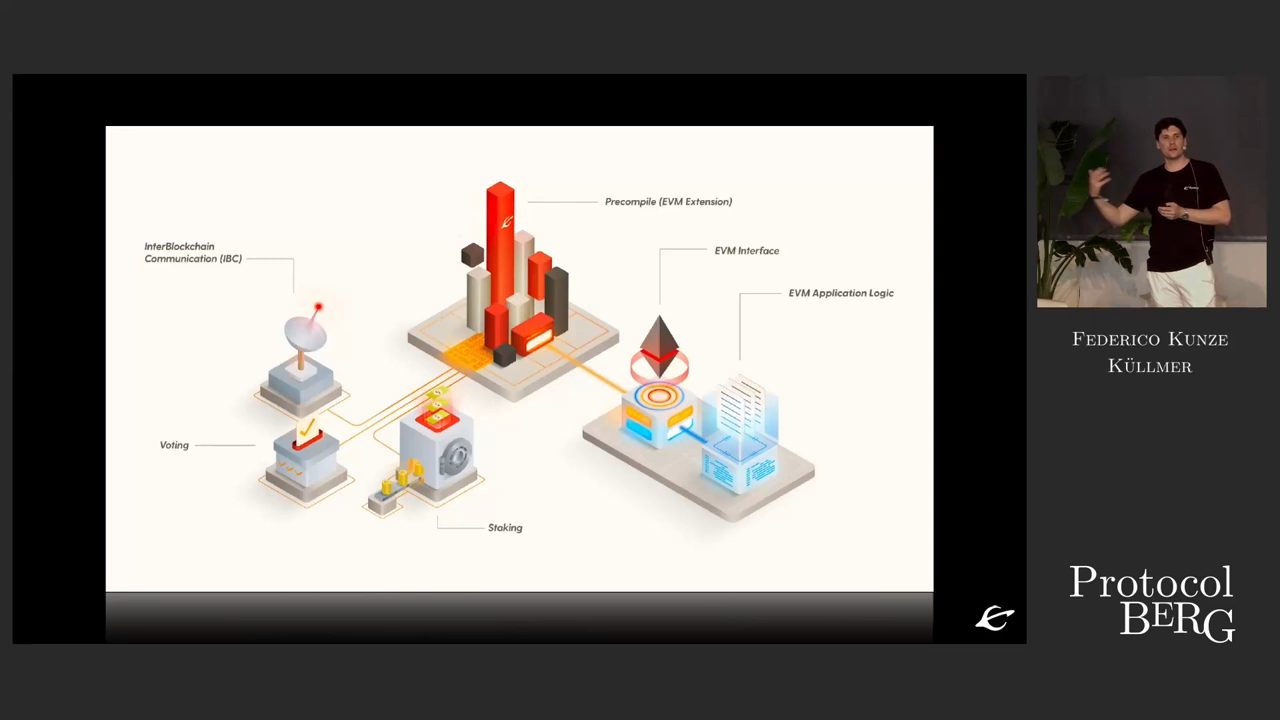 Precompile (EVM Extension)
InterBlockchain
Communication (IBC)
EVM Interface
EVM Application Logic
Voting
Staking
Federico Kunze
Küllmer
Protocol
BERG